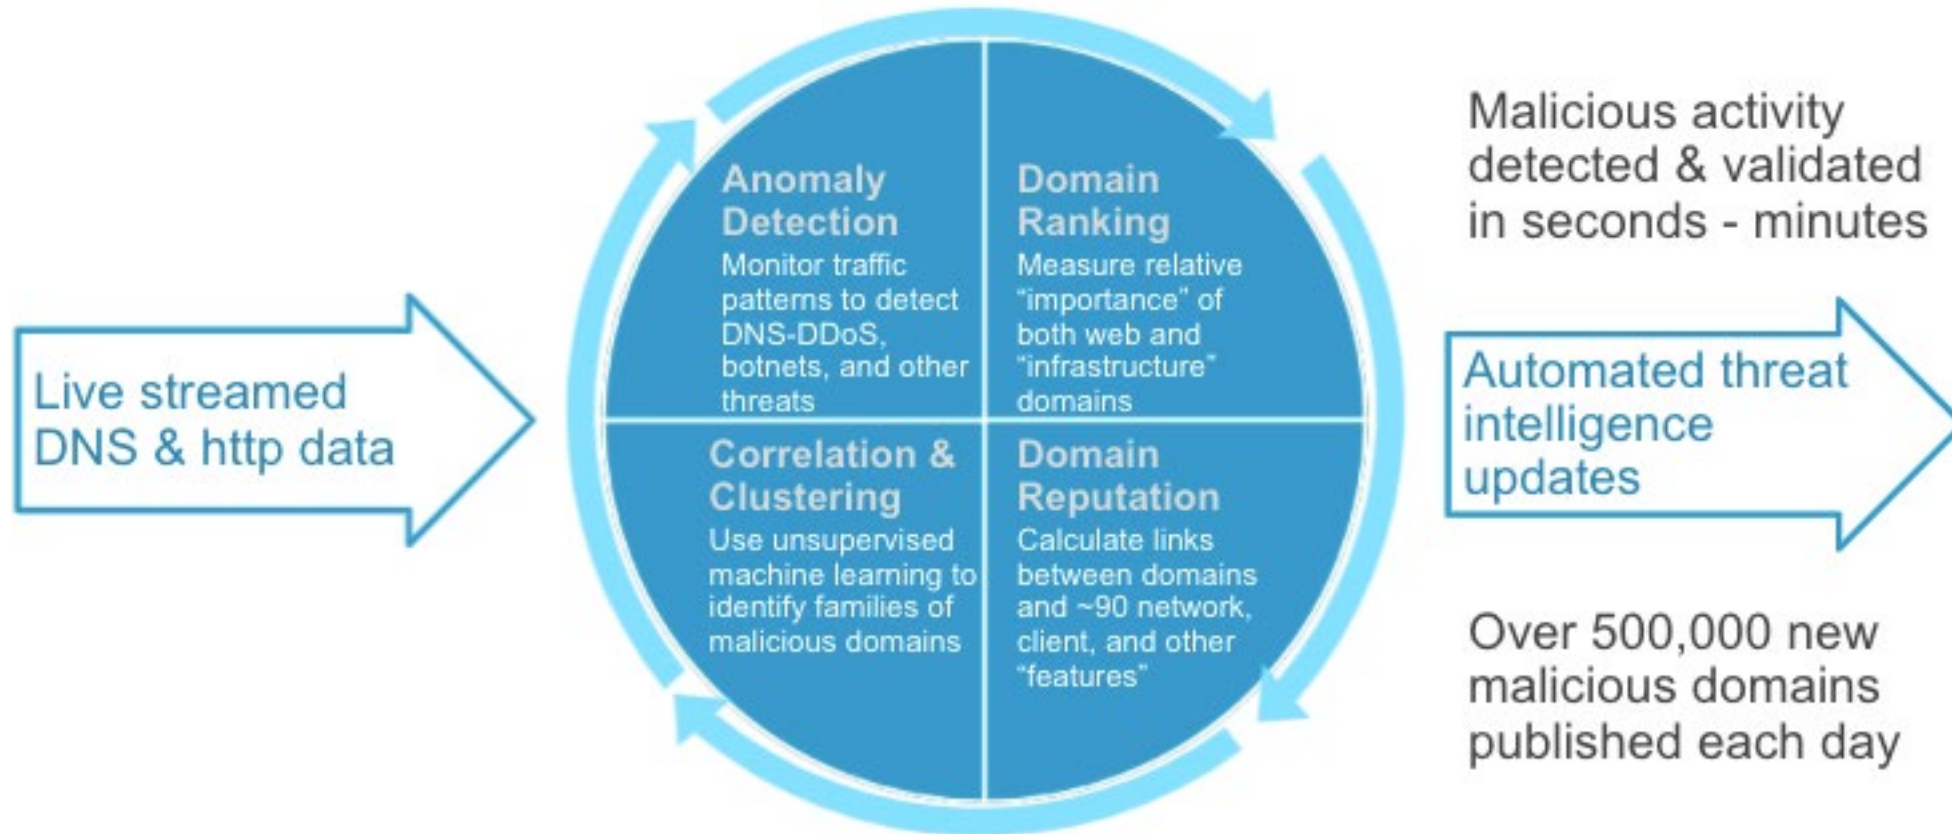 Live streamed
DNS & http data
Anomaly
Detection
Monitor traffic
patterns to detect
DNS-DDoS,
botnets, and other
threats
Domain
Ranking
Measure relative
“importance” of
both web and
“infrastructure”
domains
Correlation &
Clustering
Use unsupervised
machine learning to
identify families of
malicious domains
Domain
Reputation
Calculate links
between domains
and ~90 network,
client, and other
“features”
Malicious activity
detected & validated
in seconds - minutes
Automated threat
intelligence
updates
Over 500,000 new
malicious domains
published each day